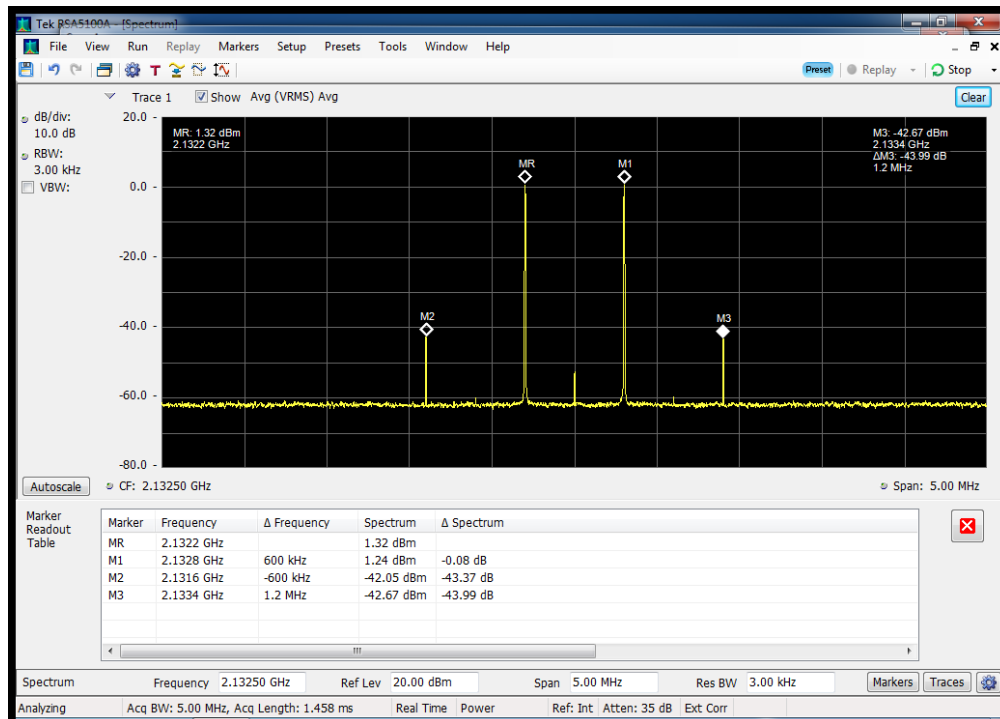 Tek RSA5100A - [Spectrum]
File View Run Replay Markers Setup Presets Tools Window Help
Preset Replay Stop
Trace 1 Show Avg (VRMS) Avg Clear
dB/div:
10.0 dB
RBW:
3.00 kHz
VBW:
20.0
0.0
-20.0
-40.0
-60.0
-80.0
MR: 1.32 dBm
2.1322 GHz
M3: -42.67 dBm
2.1334 GHz
ΔM3: -43.99 dB
1.2 MHz
MR M1
M2 M3
Autoscale CF: 2.13250 GHz Span: 5.00 MHz
Marker
Readout
Table
Marker Frequency Δ Frequency Spectrum Δ Spectrum
MR 2.1322 GHz 1.32 dBm
M1 2.1328 GHz 600 kHz 1.24 dBm -0.08 dB
M2 2.1316 GHz -600 kHz -42.05 dBm -43.37 dB
M3 2.1334 GHz 1.2 MHz -42.67 dBm -43.99 dB
Spectrum Frequency 2.13250 GHz Ref Lev 20.00 dBm Span 5.00 MHz Res BW 3.00 kHz Markers Traces
Analyzing Acq BW: 5.00 MHz, Acq Length: 1.458 ms Real Time Power Ref: Int Atten: 35 dB Ext Corr